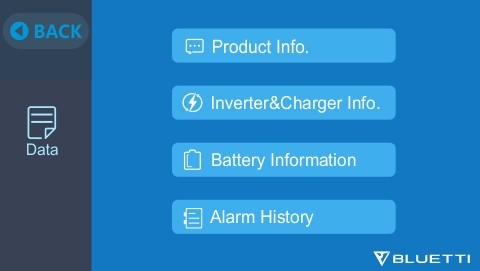 BACK
Product Info.
Inverter&Charger Info.
Data
Battery Information
Alarm History
BLUETTI